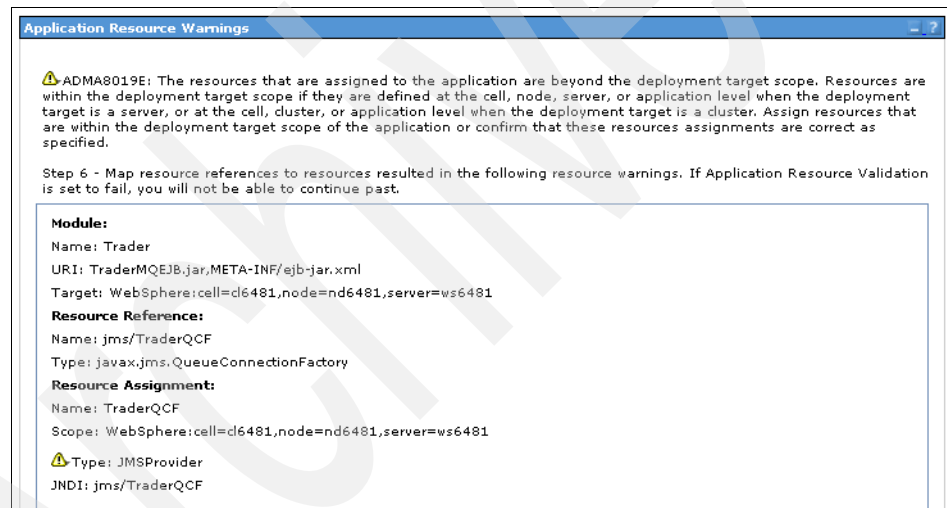 Application Resource Warnings
ADMA8019E: The resources that are assigned to the application are beyond the deployment target scope. Resources are
within the deployment target scope if they are defined at the cell, node, server, or application level when the deployment
target is a server, or at the cell, cluster, or application level when the deployment target is a cluster. Assign resources that
are within the deployment target scope of the application or confirm that these resources assignments are correct as
specified.
Step 6 - Map resource references to resources resulted in the following resource warnings. If Application Resource Validation
is set to fail, you will not be able to continue past.
Module:
Name: Trader
URI: TraderMQEJB.jar,META-INF/ejb-jar.xml
Target: WebSphere:cell=cl6481,node=nd6481,server=ws6481
Resource Reference:
Name: jms/TraderQCF
Type: javax.jms.QueueConnectionFactory
Resource Assignment:
Name: TraderQCF
Scope: WebSphere:cell=cl6481,node=nd6481,server=ws6481
Type: JMSProvider
JNDI: jms/TraderQCF